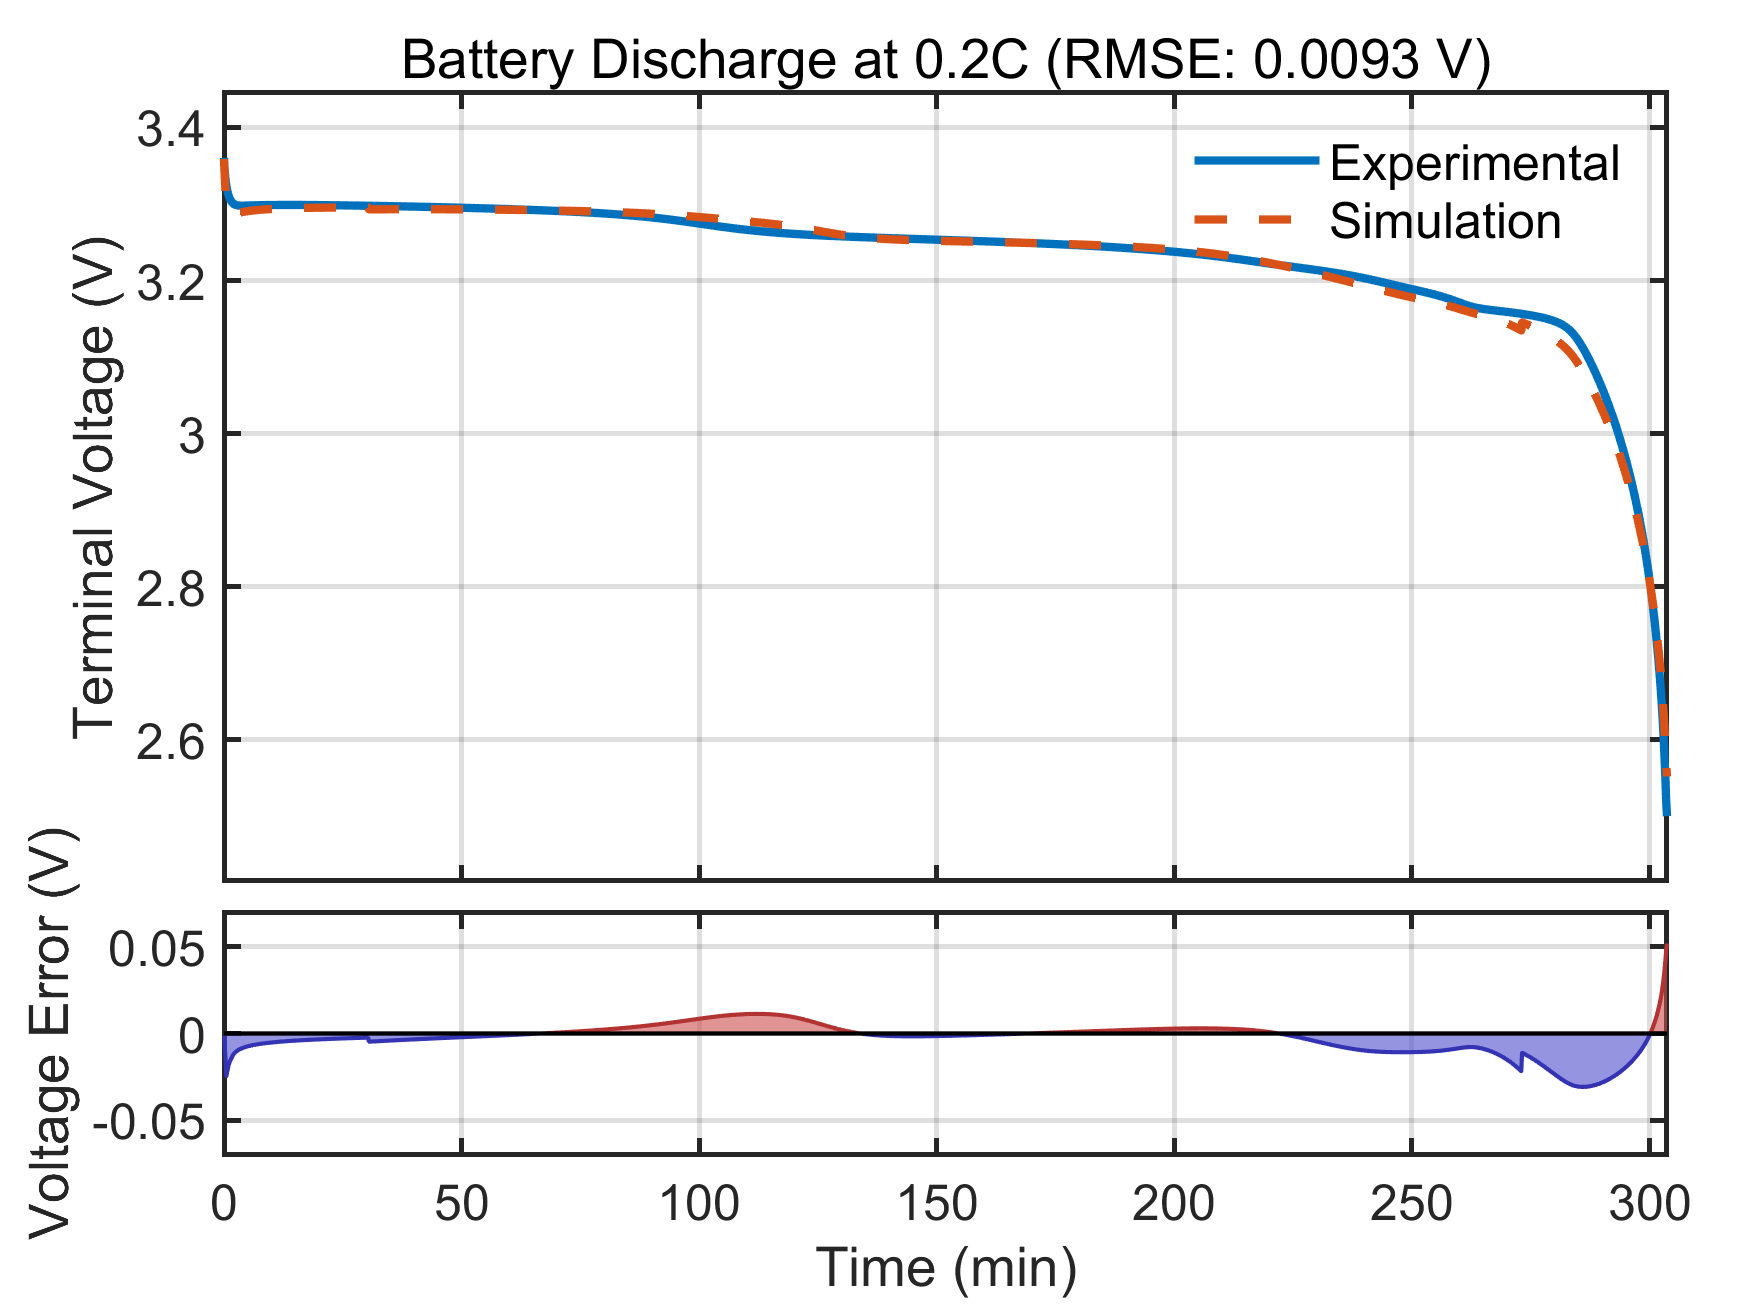 Battery Discharge at 0.2C (RMSE: 0.0093 V)
3.4
3.2
3
2.8
2.6
Terminal Voltage (V)
Experimental
Simulation
0.05
0
-0.05
Voltage Error (V)
0 50 100 150 200 250 300
Time (min)